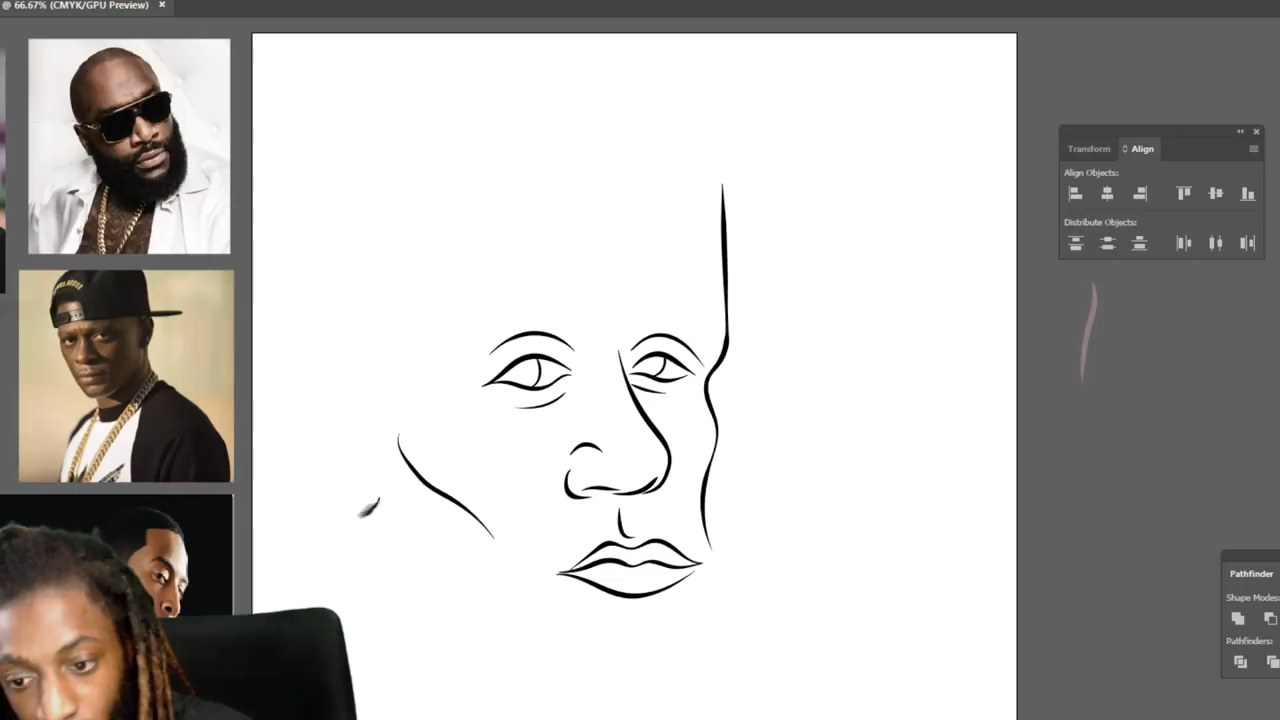 @ 66.67% (CMYK/GPU Preview)
Transform
Align
Align Objects:
Distribute Objects:
Pathfinder
Shape Modes:
Pathfinders: